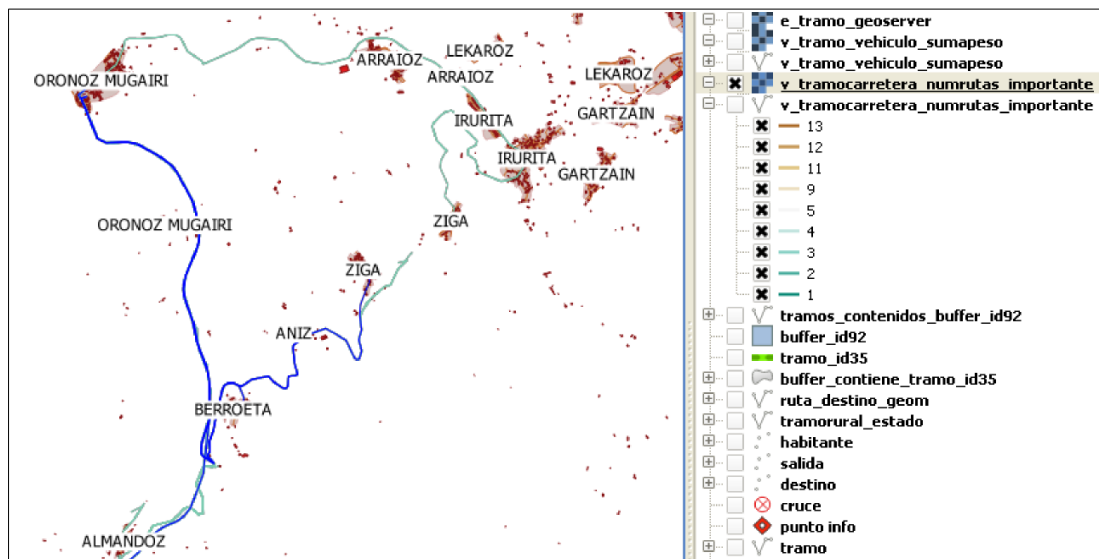 ORONOZ MUGAIRI
ARRAIOZ
LEKAROZ
ARRAIOZ
LEKAROZ
IRURITA
GARTZAIN
IRURITA
GARTZAIN
ZIGA
ORONOZ MUGAIRI
ZIGA
ANIZ
BERROETA
ALMANDOZ
e_tramo_geoserver
v_tramo_vehiculo_sumapeso
v_tramo_vehiculo_sumapeso
v_tramocarretera_numrutas_importante
v_tramocarretera_numrutas_importante
13
12
11
9
5
4
3
2
1
tramos_contenidos_buffer_id92
buffer_id92
tramo_id35
buffer_contiene_tramo_id35
ruta_destino_geom
tramorural_estado
habitante
salida
destino
cruce
punto info
tramo